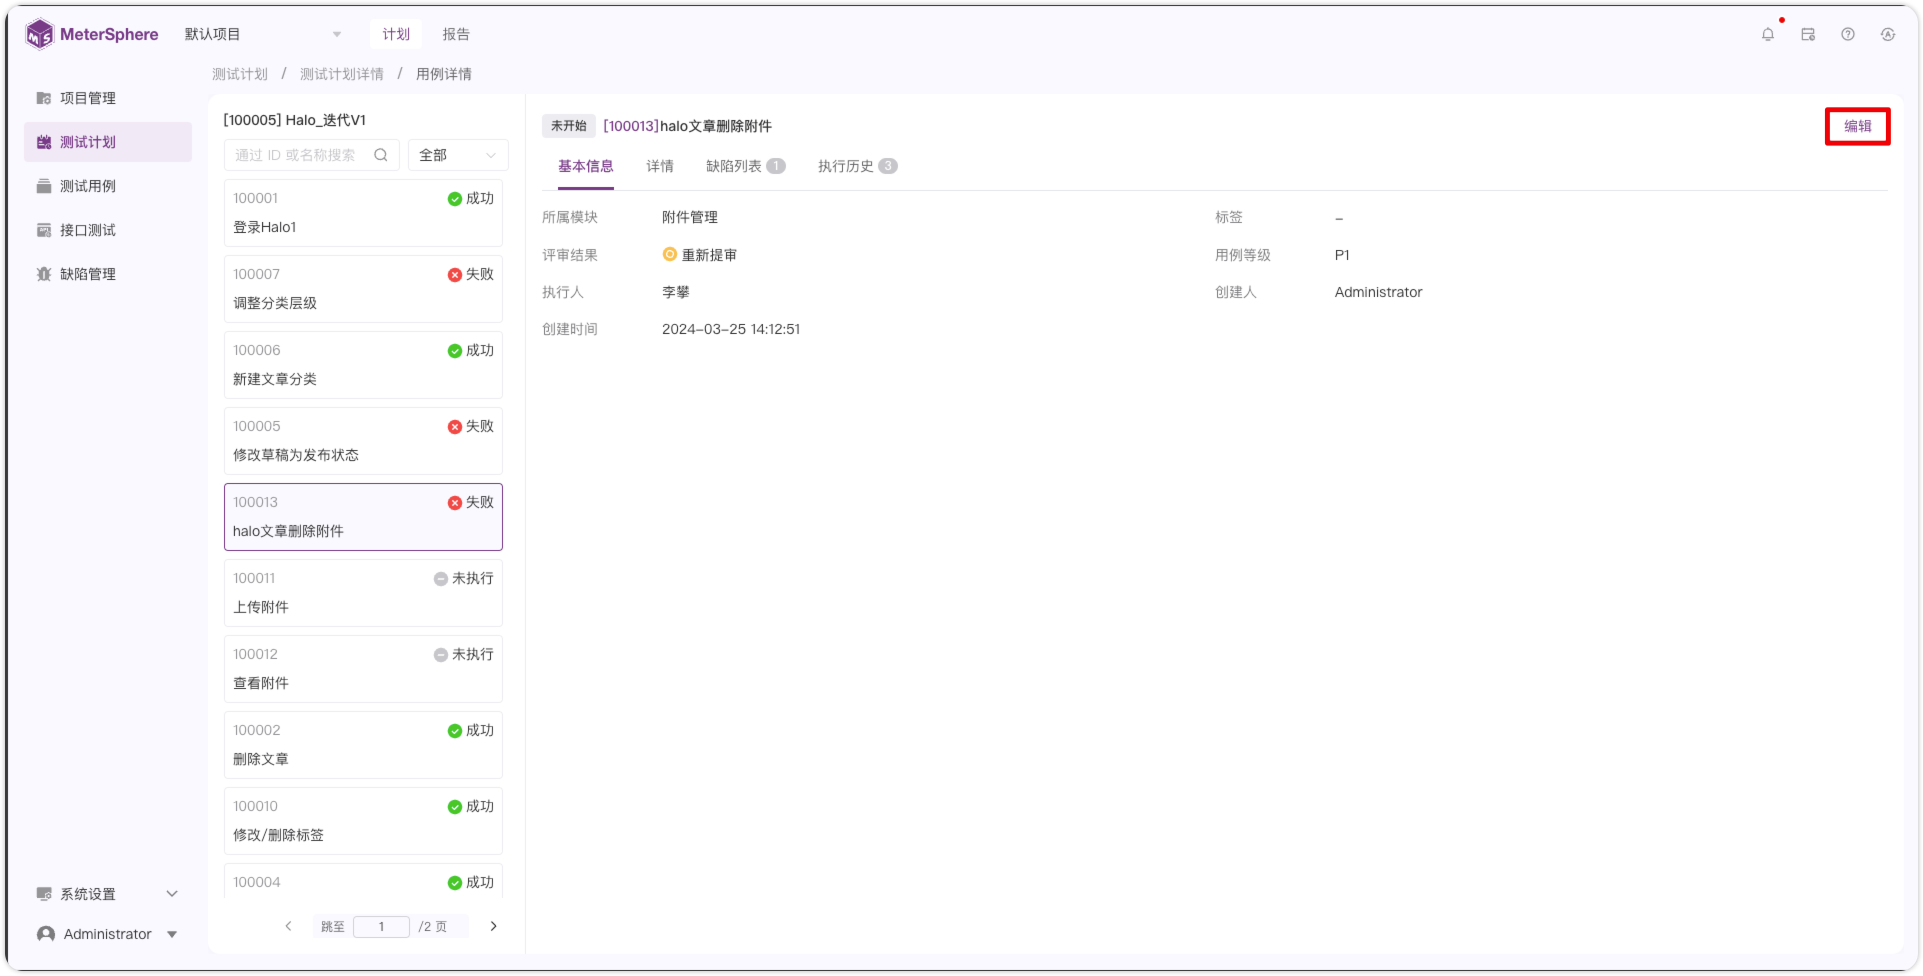 MeterSphere
默认项目
计划
报告
测试计划 / 测试计划详情 / 用例详情
项目管理
测试计划
测试用例
接口测试
缺陷管理
系统设置
Administrator
[100005] Halo_迭代V1
通过 ID 或名称搜索
全部
100001
成功
登录Halo1
100007
失败
调整分类层级
100006
成功
新建文章分类
100005
失败
修改草稿为发布状态
100013
失败
halo文章删除附件
100011
未执行
上传附件
100012
未执行
查看附件
100002
成功
删除文章
100010
成功
修改/删除标签
100004
成功
跳至 1 /2 页
未开始 [100013]halo文章删除附件
编辑
基本信息
详情
缺陷列表 1
执行历史 3
所属模块 附件管理
标签 –
评审结果 重新提审
用例等级 P1
执行人 李攀
创建人 Administrator
创建时间 2024–03–25 14:12:51